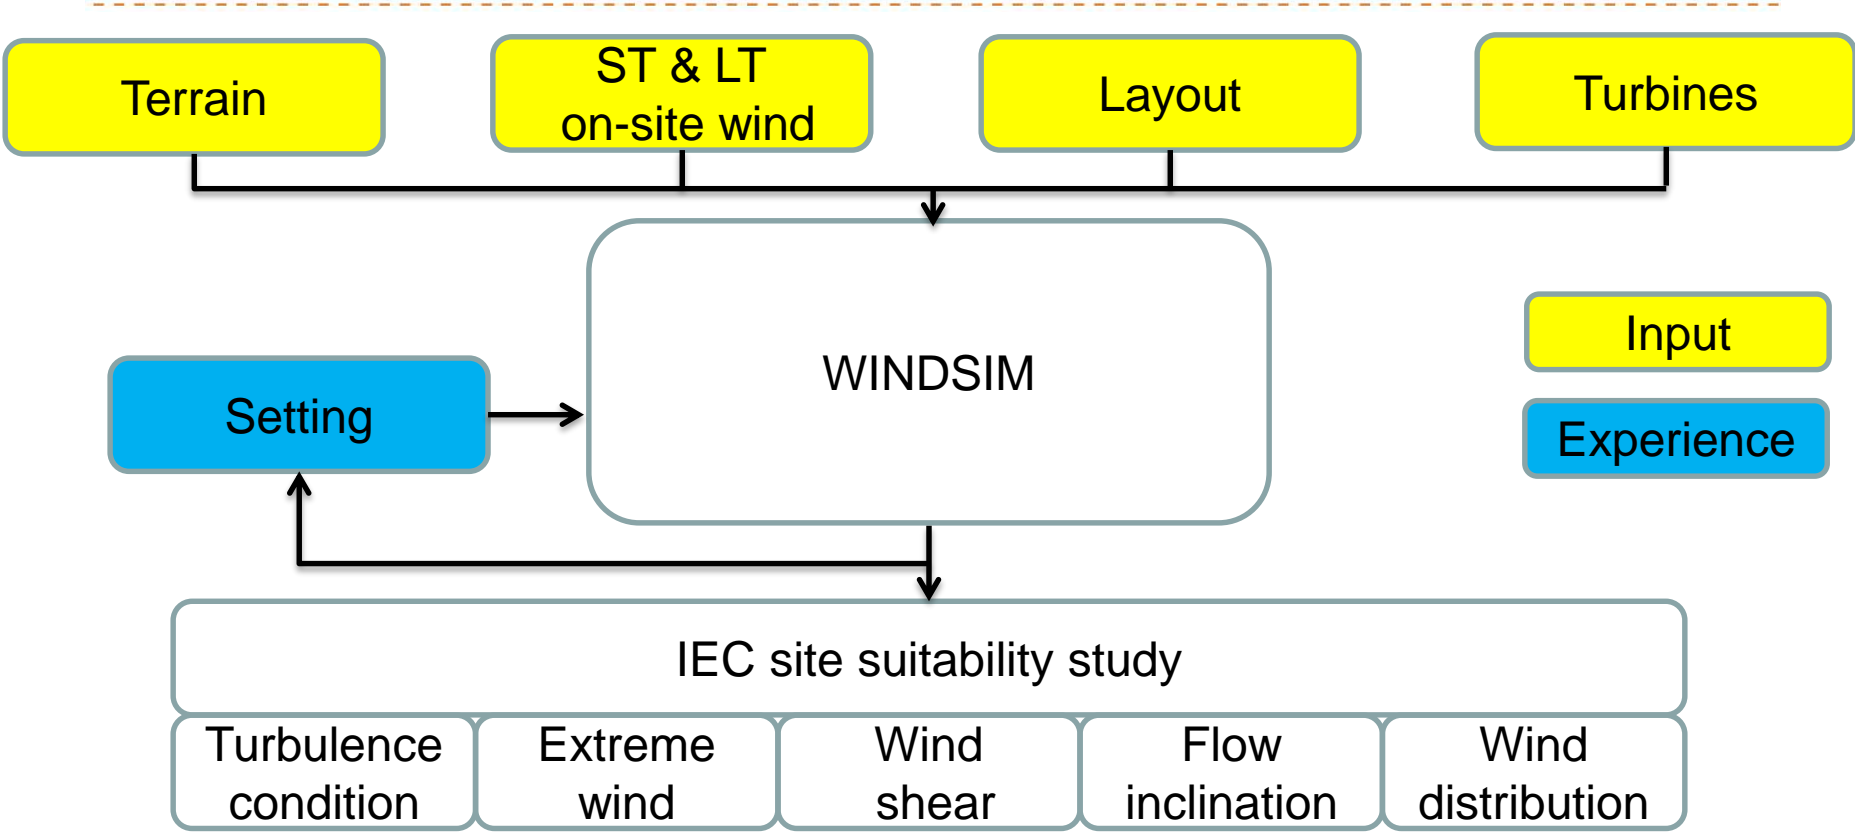 Terrain
ST & LT
on-site wind
Layout
Turbines
WINDSIM
Input
Setting
Experience
IEC site suitability study
Turbulence
condition
Extreme
wind
Wind
shear
Flow
inclination
Wind
distribution